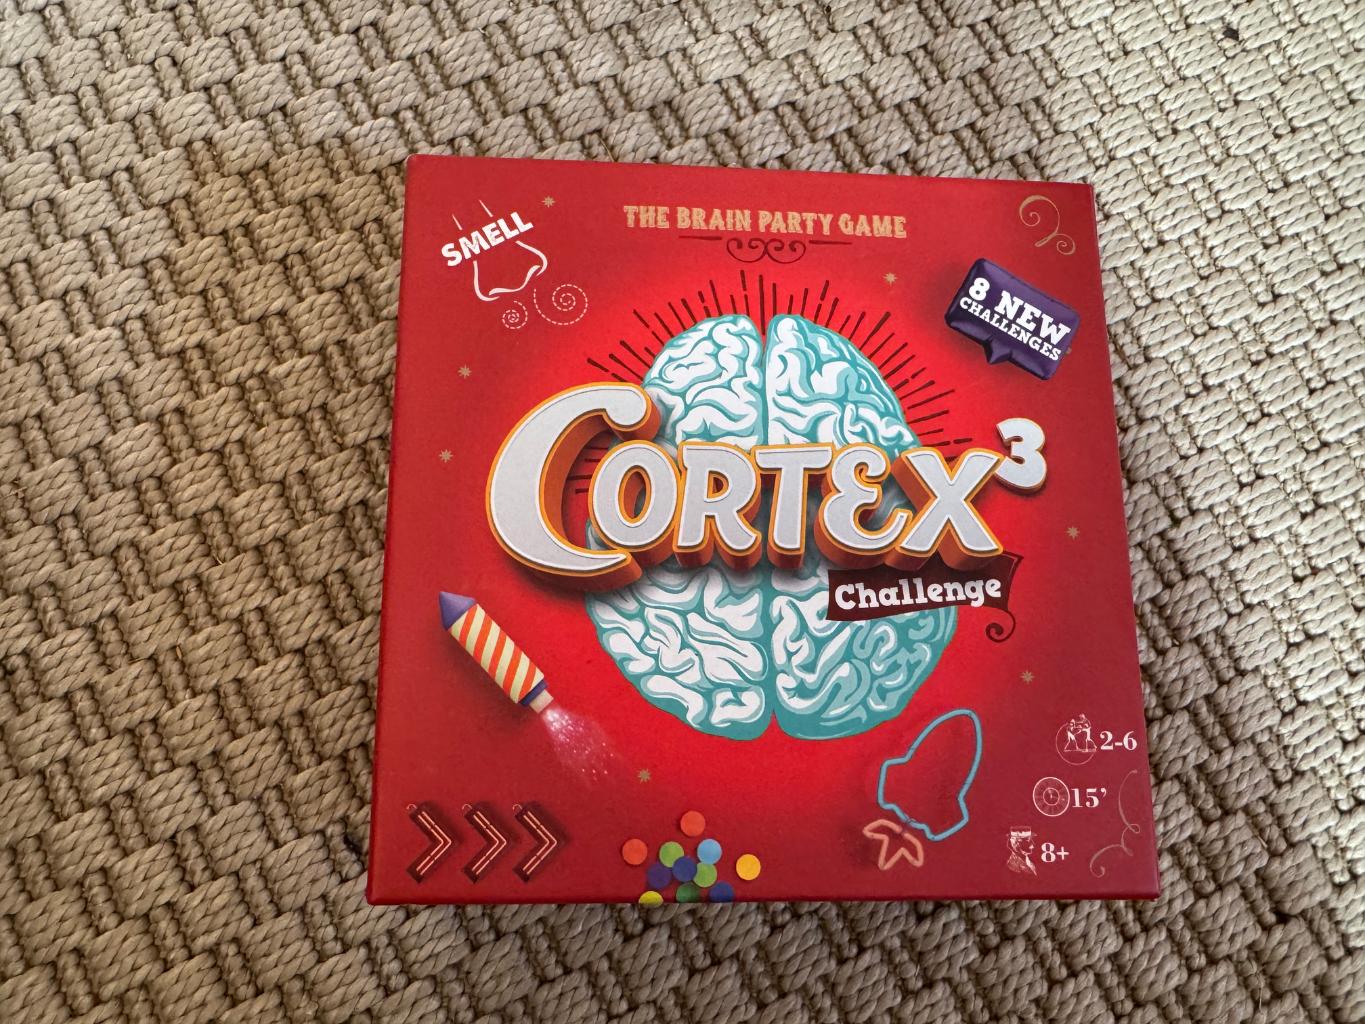 THE BRAIN PARTY GAME
SMELL
8 NEW
CHALLENGES
CORTEX³
Challenge
2-6
15'
8+